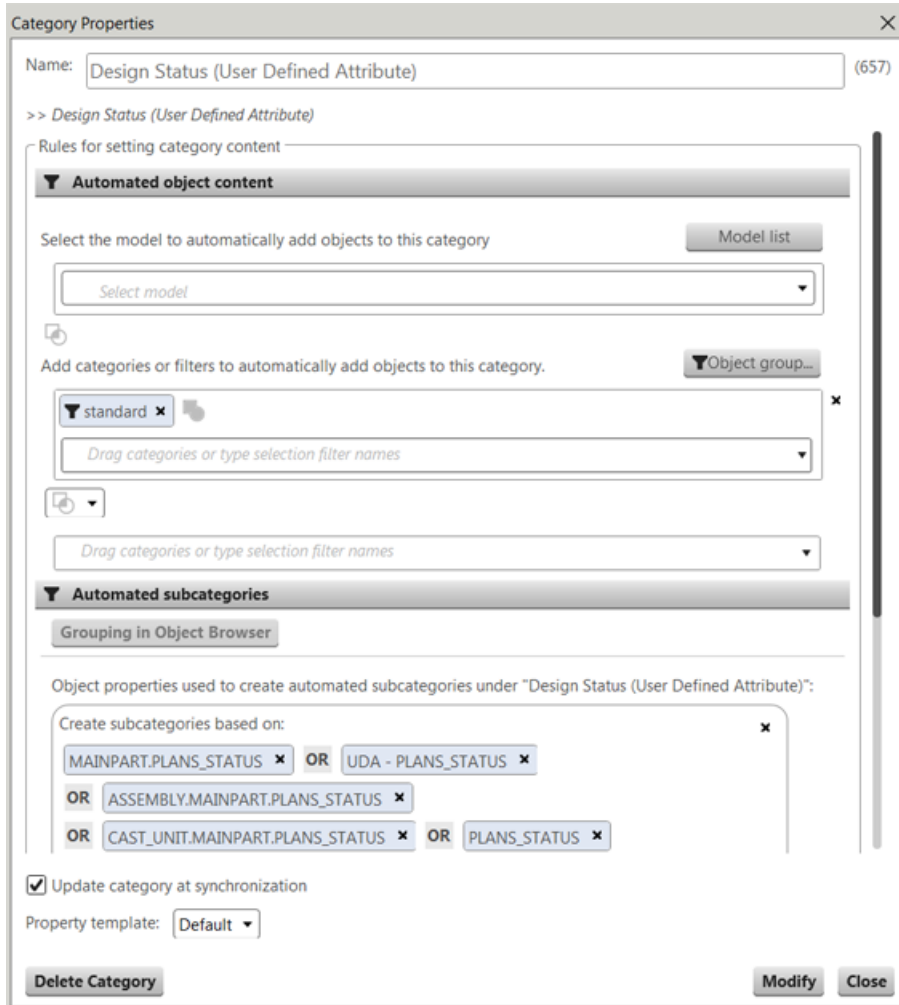 Category Properties
Name: Design Status (User Defined Attribute) (657)
>> Design Status (User Defined Attribute)
Rules for setting category content
Automated object content
Select the model to automatically add objects to this category Model list
Select model
Add categories or filters to automatically add objects to this category. Object group...
standard
Drag categories or type selection filter names
Drag categories or type selection filter names
Automated subcategories
Grouping in Object Browser
Object properties used to create automated subcategories under "Design Status (User Defined Attribute)":
Create subcategories based on:
MAINPART.PLANS_STATUS OR UDA - PLANS_STATUS
OR ASSEMBLY.MAINPART.PLANS_STATUS
OR CAST_UNIT.MAINPART.PLANS_STATUS OR PLANS_STATUS
Update category at synchronization
Property template: Default
Delete Category Modify Close